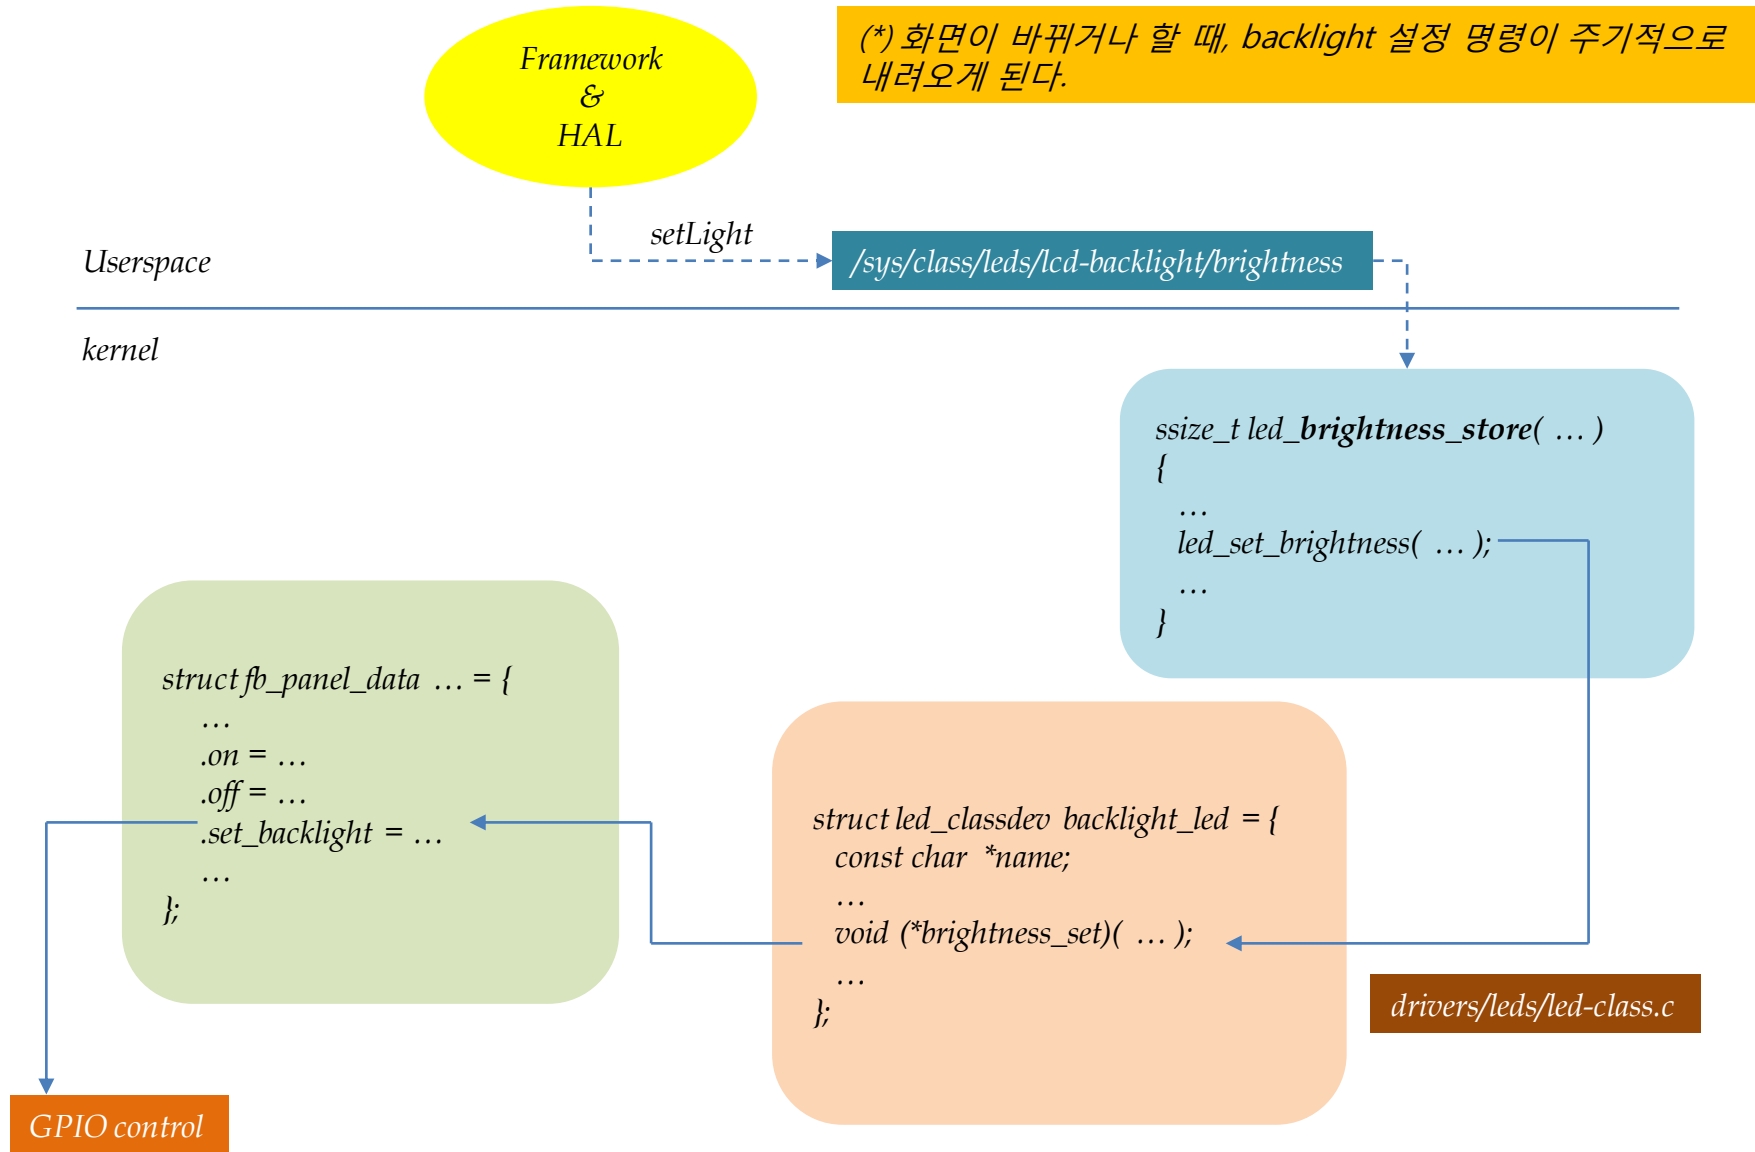 Framework
&
HAL
(*) 화면이 바뀌거나 할 때, backlight 설정 명령이 주기적으로
내려오게 된다.
setLight
Userspace
/sys/class/leds/lcd-backlight/brightness
kernel
ssize_t led_brightness_store( … )
{
…
led_set_brightness( … );
…
}
struct fb_panel_data … = {
…
.on = …
.off = …
.set_backlight = …
…
};
struct led_classdev backlight_led = {
const char *name;
…
void (*brightness_set)( … );
…
};
drivers/leds/led-class.c
GPIO control